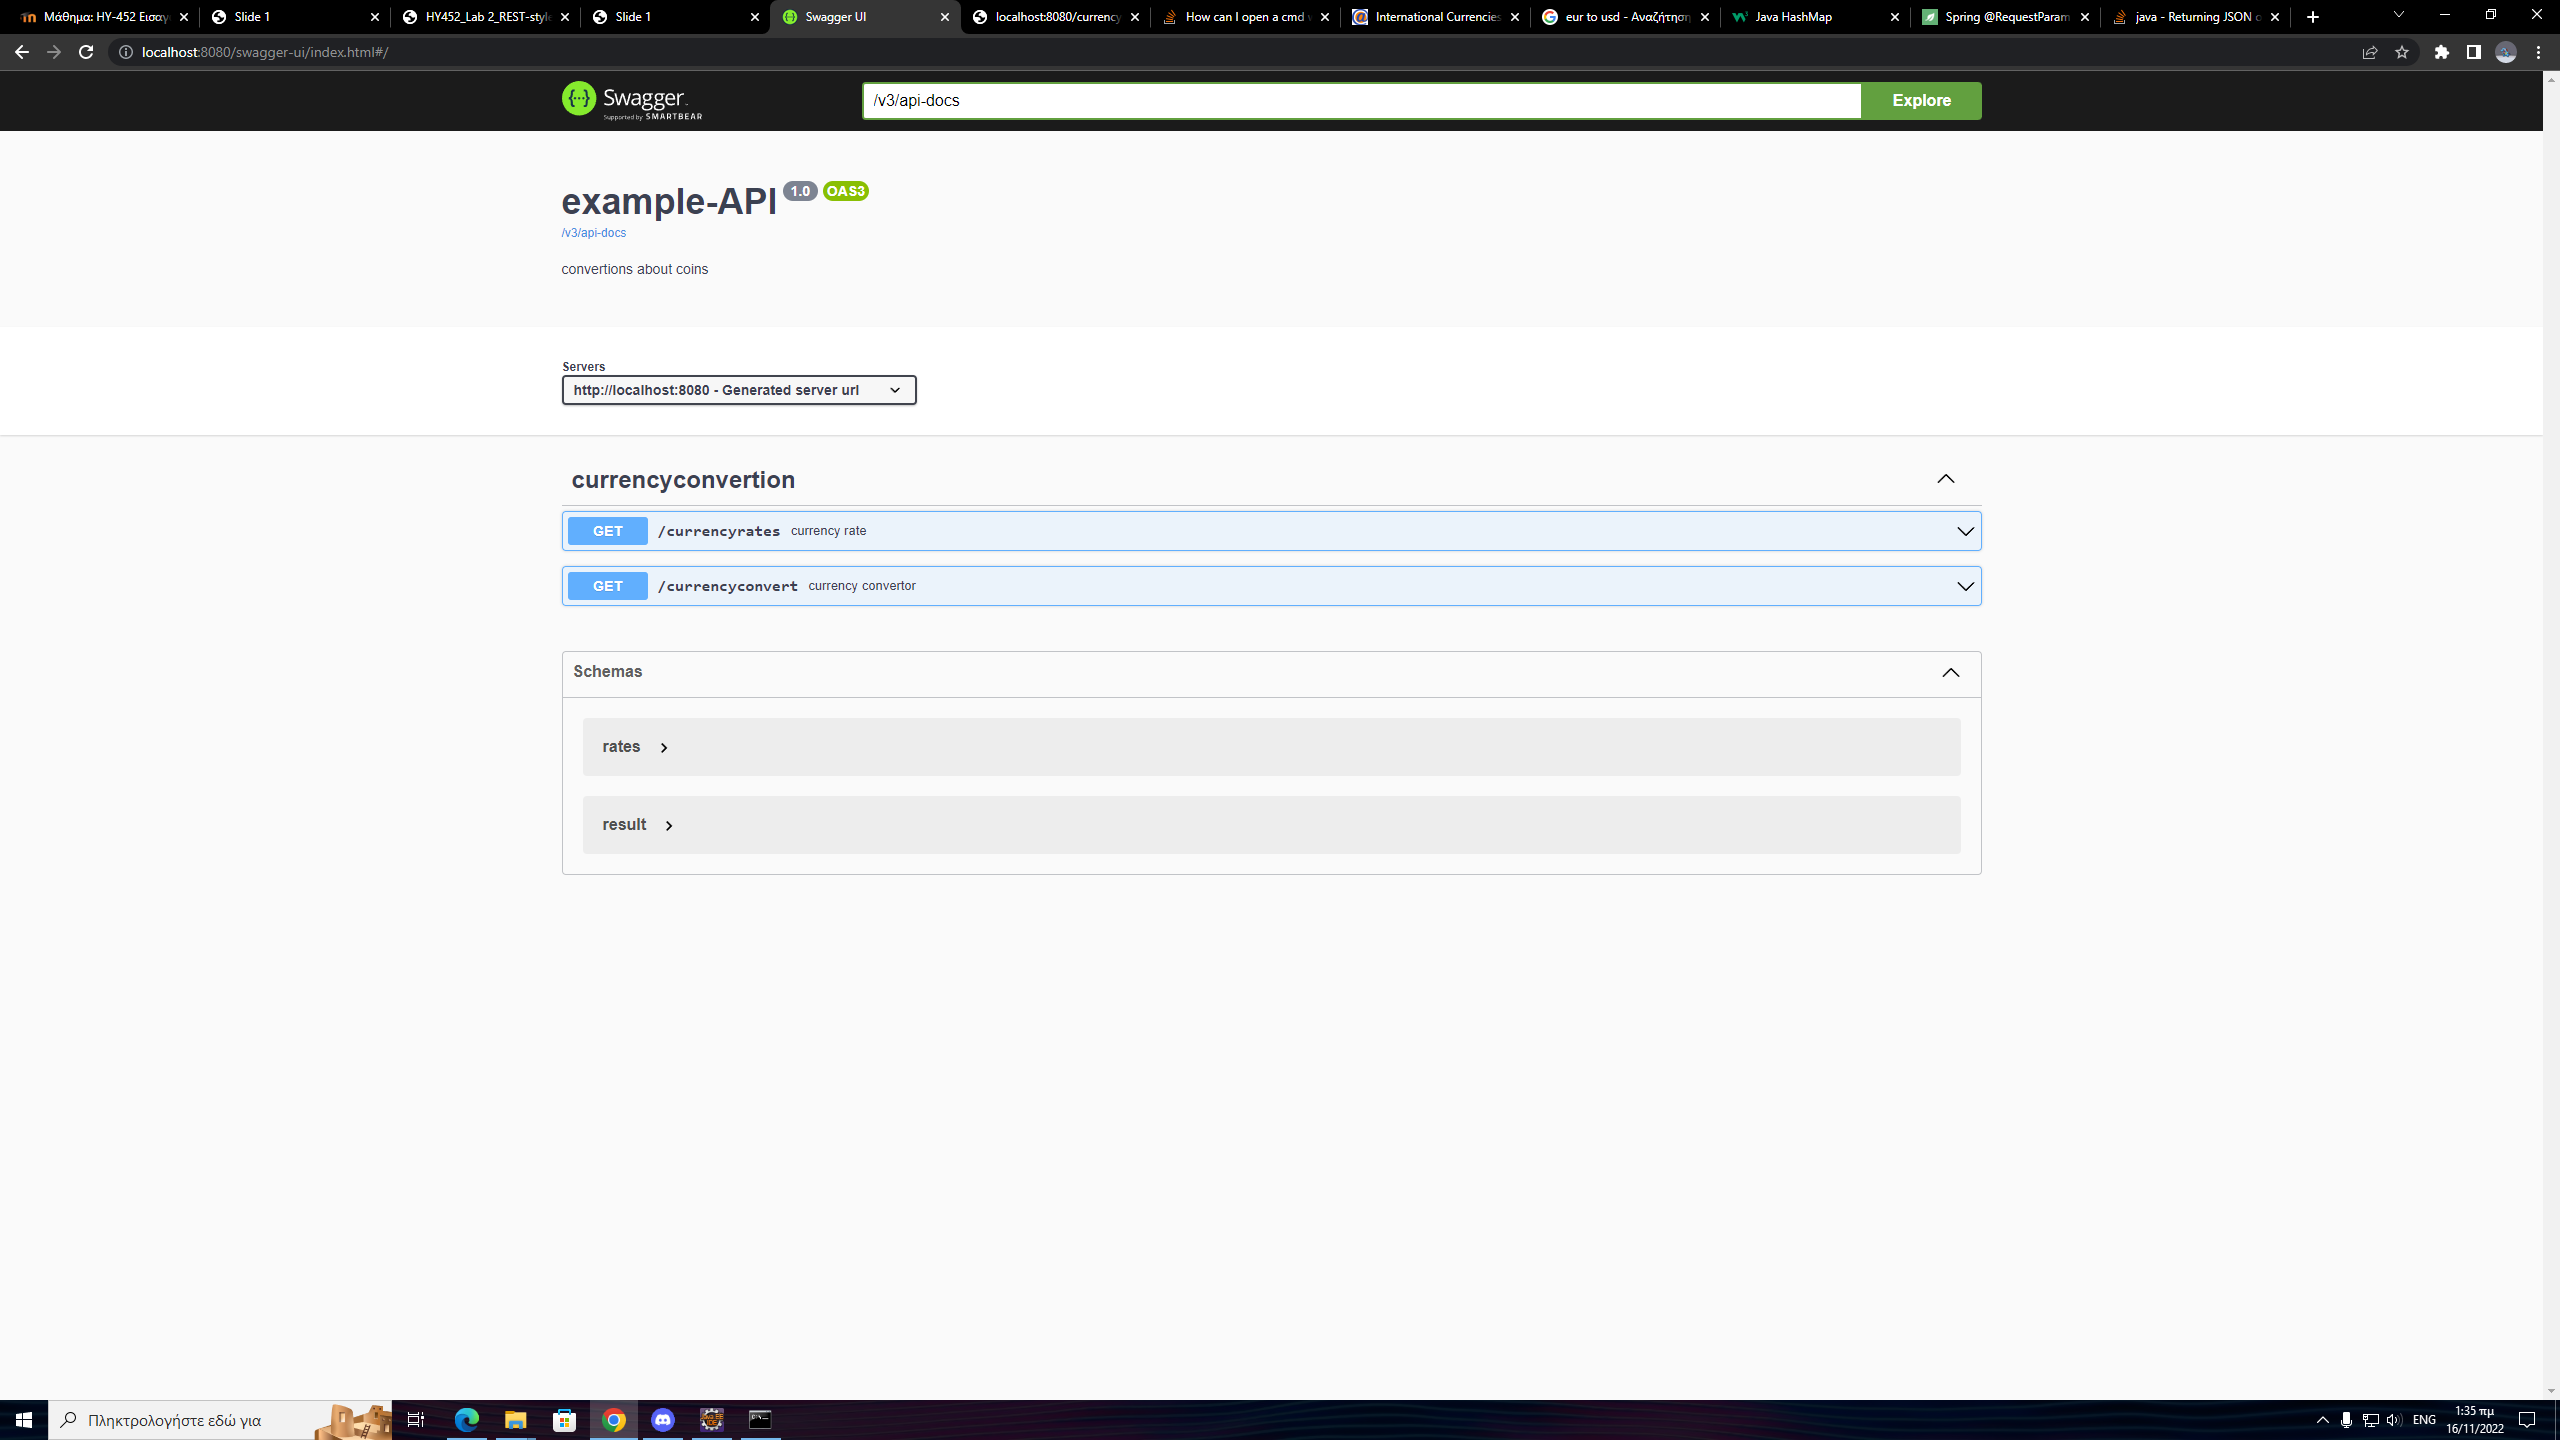 Μάθημα: HY-452 Εισαγ
Slide 1
HY452_Lab 2_REST-style
Slide 1
Swagger UI
localhost:8080/currency
How can I open a cmd
International Currencies
eur to usd - Αναζήτηση
Java HashMap
Spring @RequestParam
java - Returning JSON o
localhost:8080/swagger-ui/index.html#/
Swagger
Supported by SMARTBEAR
/v3/api-docs
Explore
example-API 1.0 OAS3
/v3/api-docs
convertions about coins
Servers
http://localhost:8080 - Generated server url
currencyconvertion
GET /currencyrates currency rate
GET /currencyconvert currency convertor
Schemas
rates
result
Πληκτρολογήστε εδώ για
ENG
1:35 πμ
16/11/2022